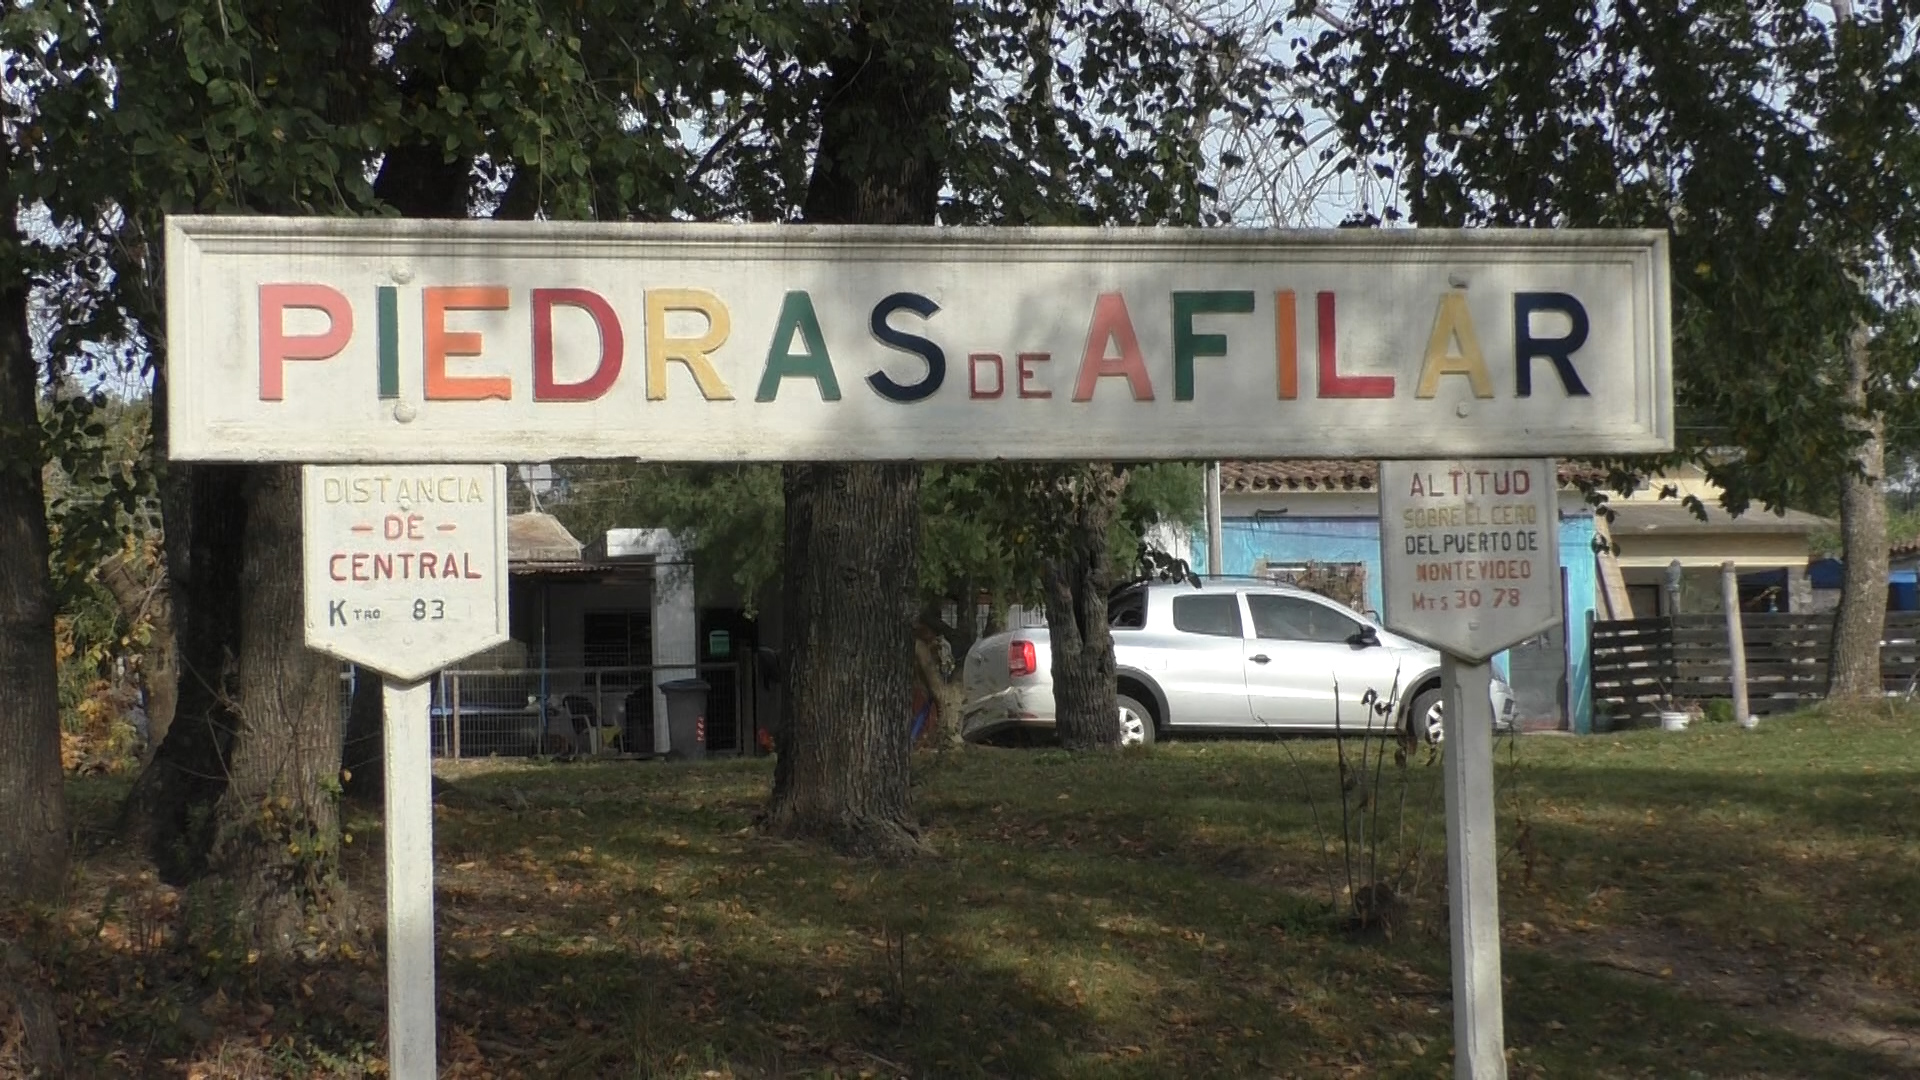 PIEDRAS DE AFILAR
DISTANCIA
- DE -
CENTRAL
KTRO 83
ALTITUD
SOBRE EL CERO
DEL PUERTO DE
MONTEVIDEO
MTS 30 78